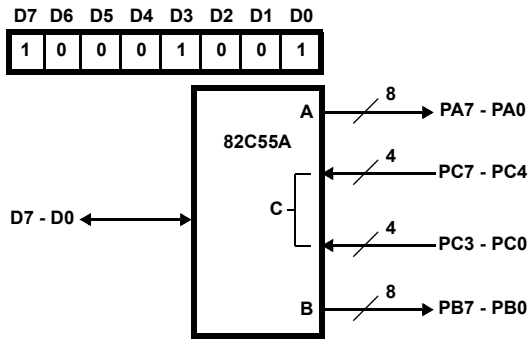 D7 D6 D5 D4 D3 D2 D1 D0
1 0 0 0 1 0 0 1
A 8 PA7 - PA0
82C55A
4 PC7 - PC4
C
D7 - D0
4 PC3 - PC0
B 8 PB7 - PB0